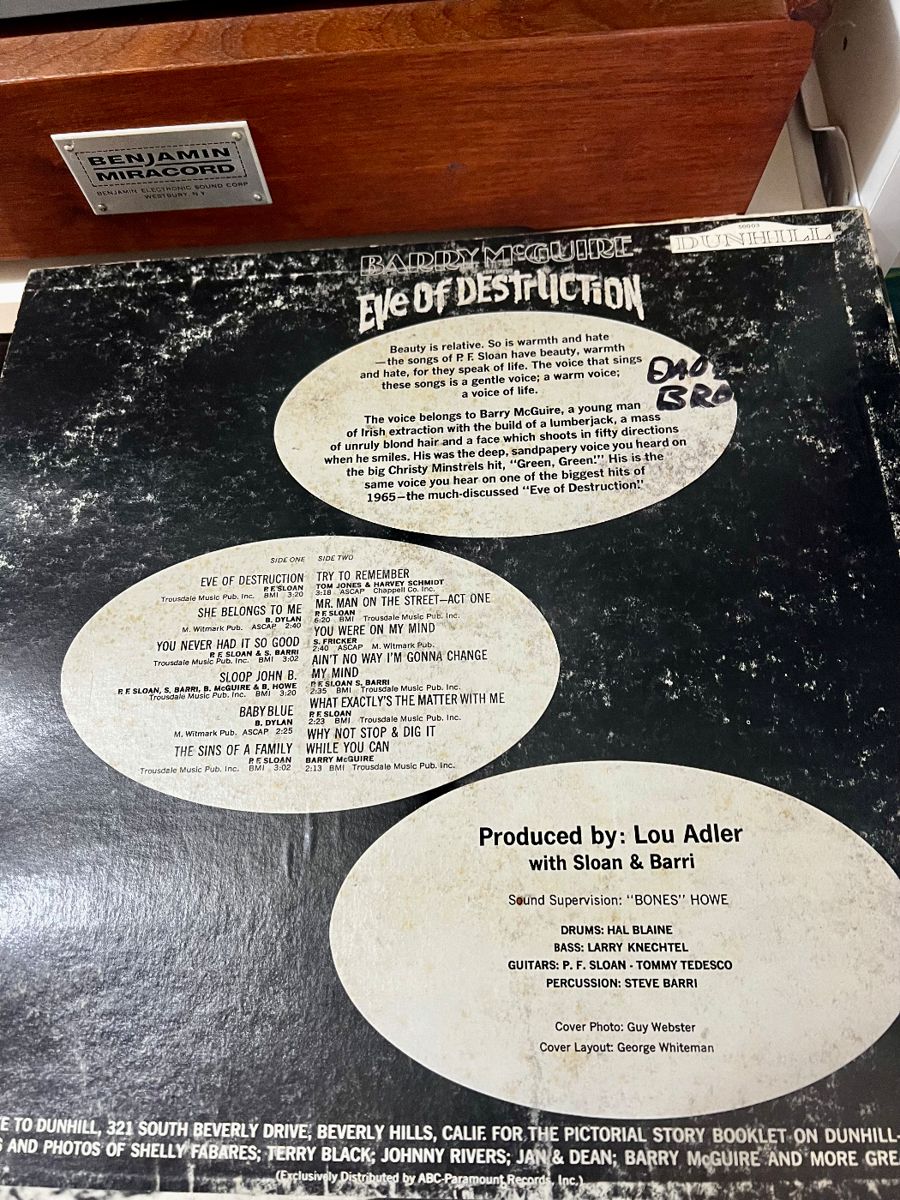 BENJAMIN
MIRACORD
BENJAMIN ELECTRONIC SOUND CORP
WESTBURY, N.Y.
50003
DUNHILL
BARRY McGUIRE
EVE OF DESTRUCTION
Beauty is relative. So is warmth and hate
—the songs of P. F. Sloan have beauty, warmth
and hate, for they speak of life. The voice that sings
these songs is a gentle voice; a warm voice;
a voice of life.
BRO
The voice belongs to Barry McGuire, a young man
of Irish extraction with the build of a lumberjack, a mass
of unruly blond hair and a face which shoots in fifty directions
when he smiles. His was the deep, sandpapery voice you heard on
the big Christy Minstrels hit, "Green, Green." His is the
same voice you hear on one of the biggest hits of
1965—the much-discussed "Eve of Destruction."
SIDE ONE
EVE OF DESTRUCTION
P. F. SLOAN
Trousdale Music Pub. Inc. BMI 3:20
SHE BELONGS TO ME
B. DYLAN
M. Witmark Pub. ASCAP 2:40
YOU NEVER HAD IT SO GOOD
P. F. SLOAN & S. BARRI
Trousdale Music Pub. Inc. BMI 3:02
SLOOP JOHN B.
P. F. SLOAN, S. BARRI, B. McGUIRE & B. HOWE
Trousdale Music Pub. Inc. BMI 3:20
BABY BLUE
B. DYLAN
M. Witmark Pub. ASCAP 2:25
THE SINS OF A FAMILY
P. F. SLOAN
Trousdale Music Pub. Inc. BMI 3:02
SIDE TWO
TRY TO REMEMBER
TOM JONES & HARVEY SCHMIDT
3:18 ASCAP Chappell Co. Inc.
MR. MAN ON THE STREET—ACT ONE
P. F. SLOAN
6:20 BMI Trousdale Music Pub. Inc.
YOU WERE ON MY MIND
S. FRICKER
2:40 ASCAP M. Witmark Pub.
AIN'T NO WAY I'M GONNA CHANGE
MY MIND
P. F. SLOAN S. BARRI
2:35 BMI Trousdale Music Pub. Inc.
WHAT EXACTLY'S THE MATTER WITH ME
P. F. SLOAN
2:23 BMI Trousdale Music Pub. Inc.
WHY NOT STOP & DIG IT
WHILE YOU CAN
BARRY McGUIRE
2:13 BMI Trousdale Music Pub. Inc.
Produced by: Lou Adler
with Sloan & Barri
Sound Supervision: "BONES" HOWE
DRUMS: HAL BLAINE
BASS: LARRY KNECHTEL
GUITARS: P. F. SLOAN - TOMMY TEDESCO
PERCUSSION: STEVE BARRI
Cover Photo: Guy Webster
Cover Layout: George Whiteman
E TO DUNHILL, 321 SOUTH BEVERLY DRIVE, BEVERLY HILLS, CALIF. FOR THE PICTORIAL STORY BOOKLET ON DUNHILL-
S AND PHOTOS OF SHELLY FABARES; TERRY BLACK; JOHNNY RIVERS; JAN & DEAN; BARRY McGUIRE AND MORE GRE
(Exclusively Distributed by ABC-Paramount Records, Inc.)